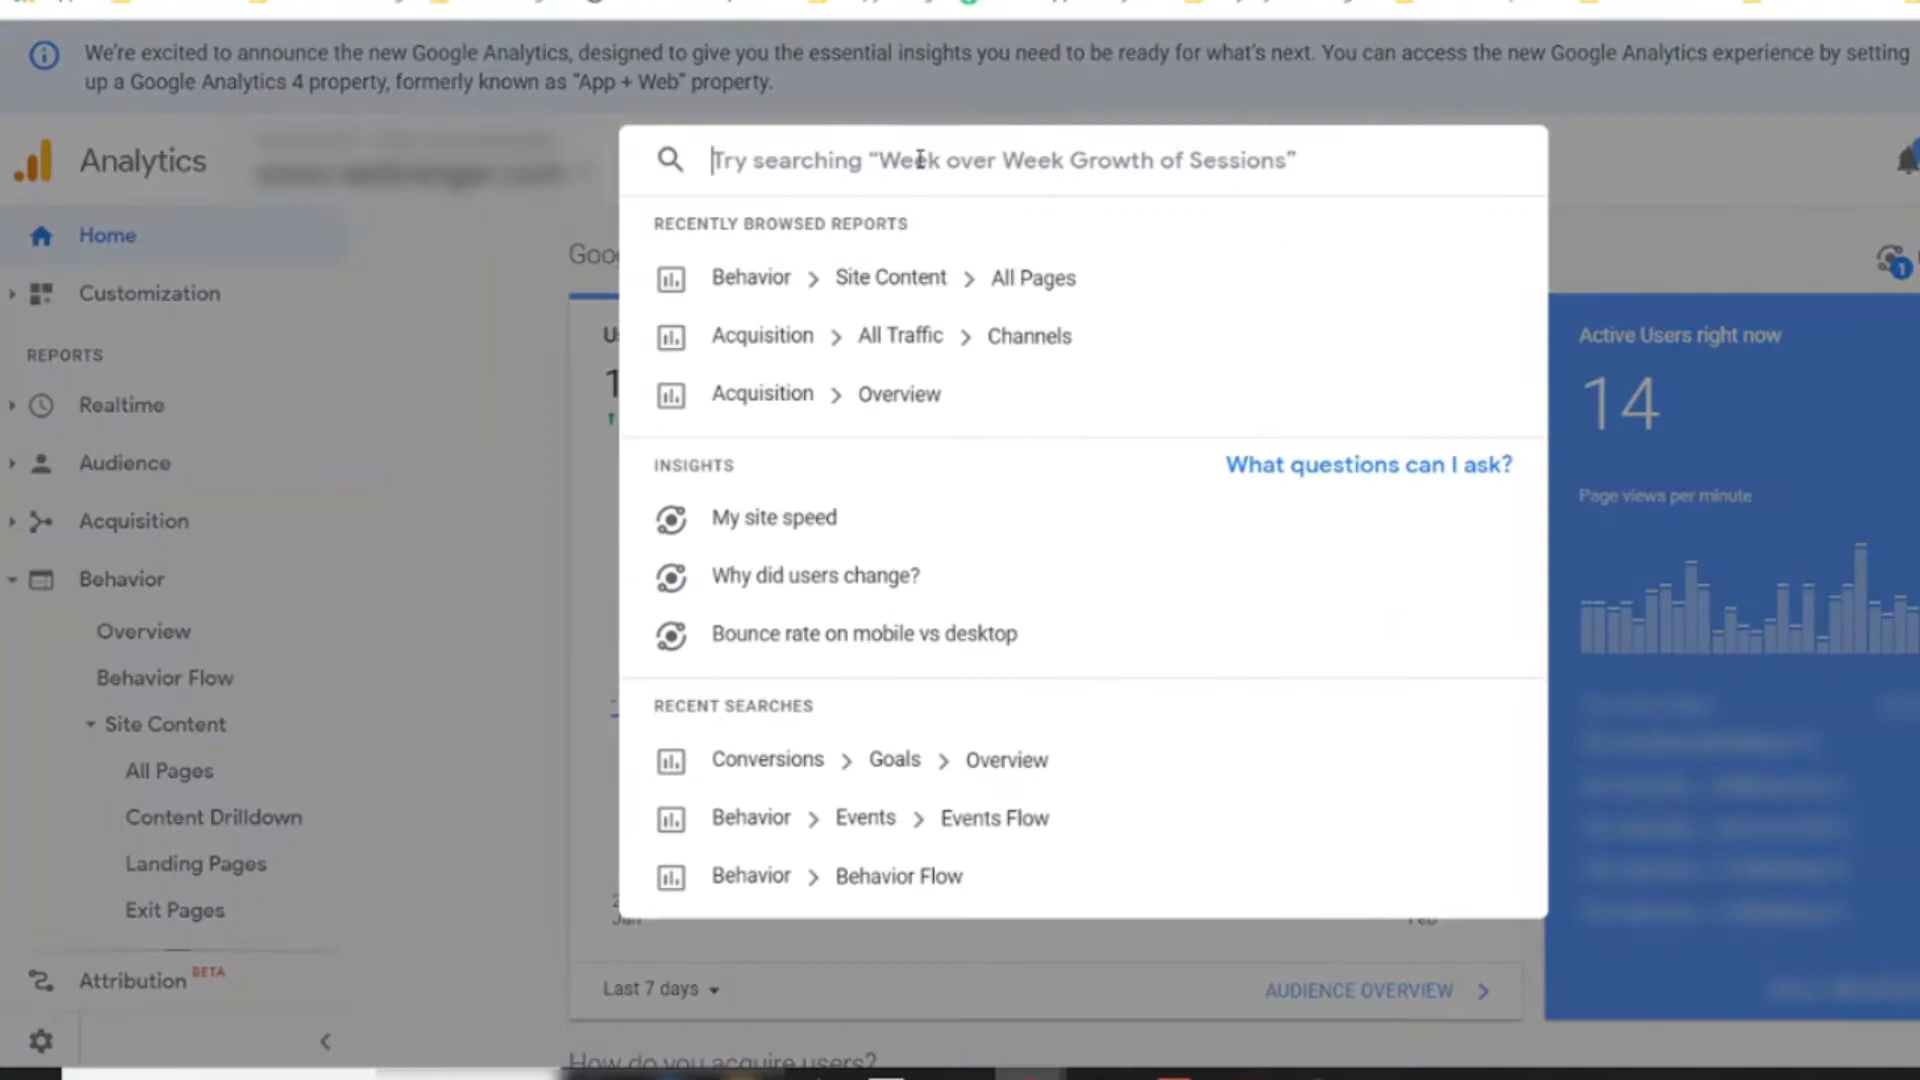 We're excited to announce the new Google Analytics, designed to give you the essential insights you need to be ready for what's next. You can access the new Google Analytics experience by setting
up a Google Analytics 4 property, formerly known as "App + Web" property.
Analytics
Try searching “Week over Week Growth of Sessions”
Home
Customization
REPORTS
Realtime
Audience
Acquisition
Behavior
Overview
Behavior Flow
Site Content
All Pages
Content Drilldown
Landing Pages
Exit Pages
Attribution BETA
RECENTLY BROWSED REPORTS
Behavior > Site Content > All Pages
Acquisition > All Traffic > Channels
Acquisition > Overview
INSIGHTS What questions can I ask?
My site speed
Why did users change?
Bounce rate on mobile vs desktop
RECENT SEARCHES
Conversions > Goals > Overview
Behavior > Events > Events Flow
Behavior > Behavior Flow
Last 7 days
AUDIENCE OVERVIEW >
How do you acquire users?
Active Users right now
14
Page views per minute
1